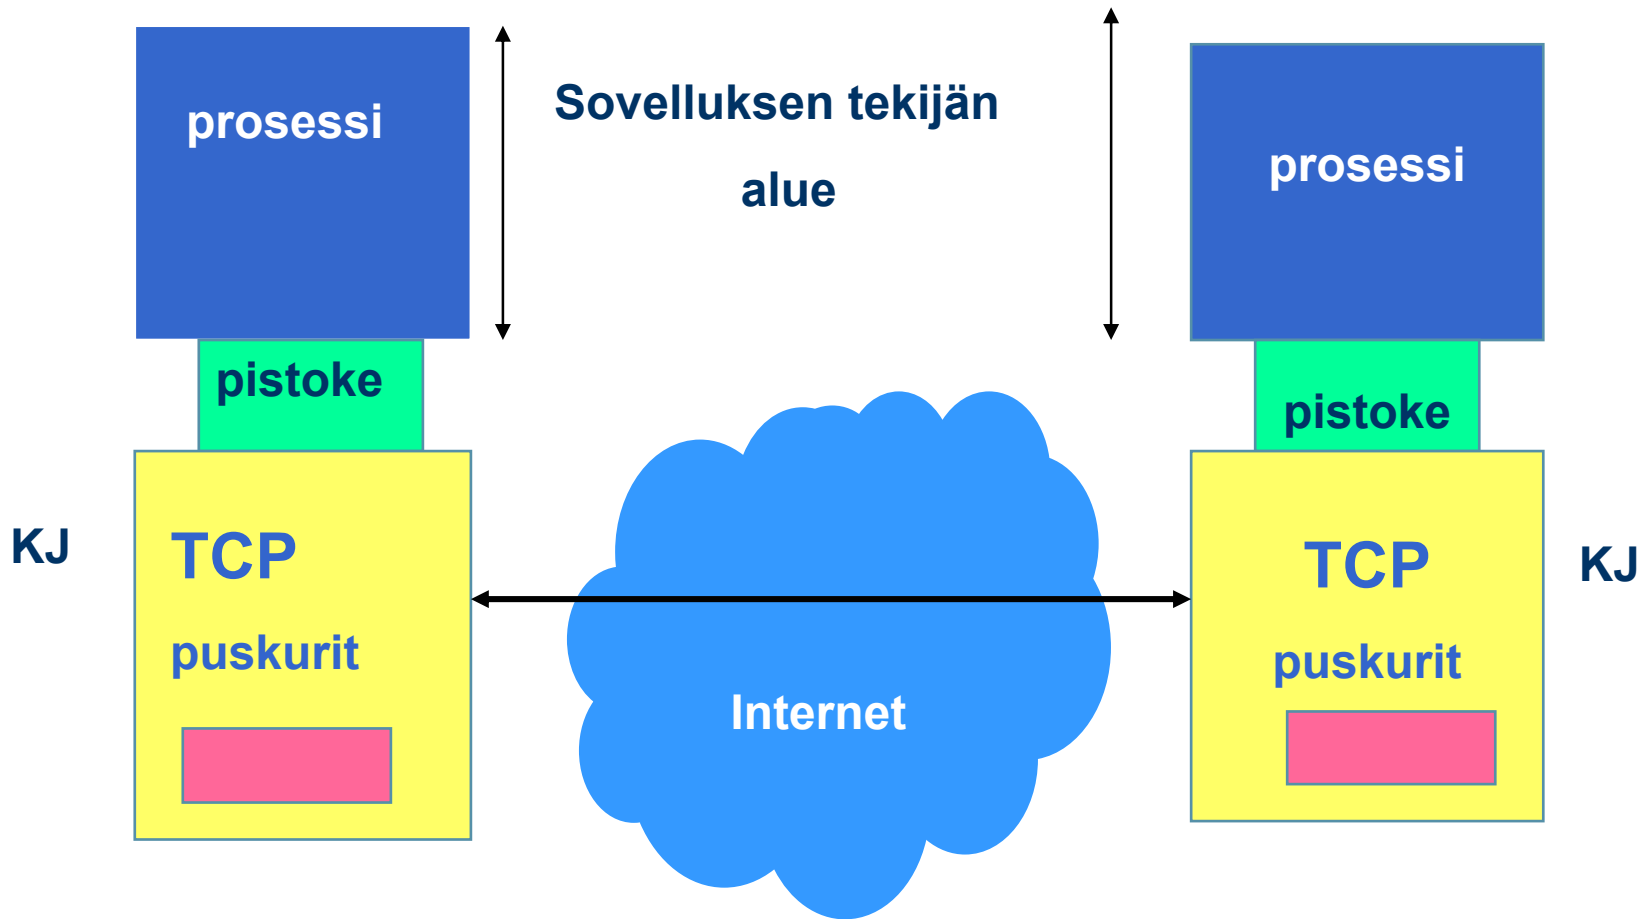 prosessi
Sovelluksen tekijän
alue
prosessi
pistoke
pistoke
KJ
TCP
puskurit
Internet
TCP
puskurit
KJ